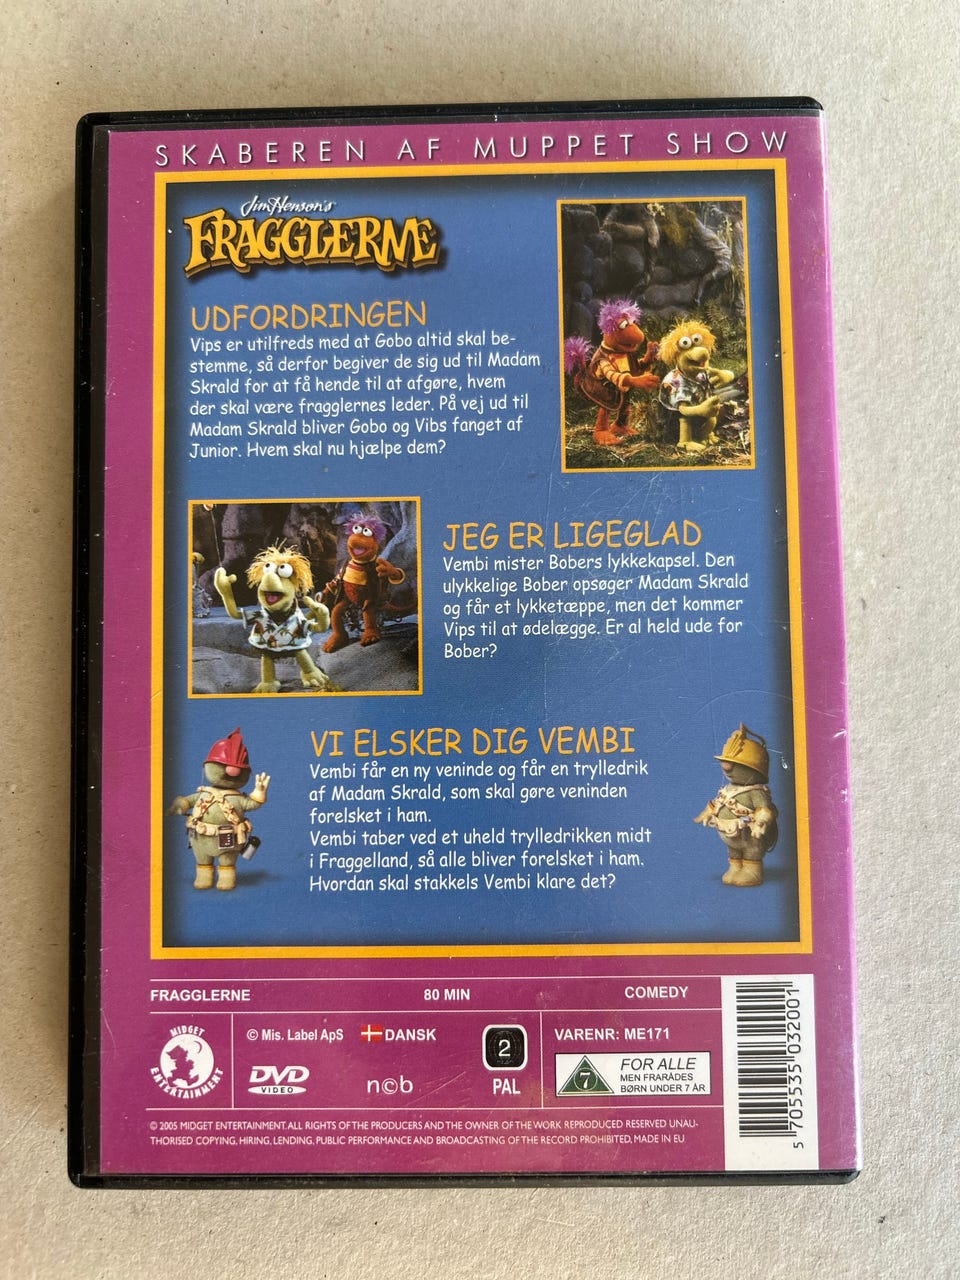 SKABEREN AF MUPPET SHOW
Jim Henson's
FRAGGLERNE
UDFORDRINGEN
Vips er utilfreds med at Gobo altid skal be-
stemme, så derfor begiver de sig ud til Madam
Skrald for at få hende til at afgøre, hvem
der skal være fragglernes leder. På vej ud til
Madam Skrald bliver Gobo og Vibs fanget af
Junior. Hvem skal nu hjælpe dem?
JEG ER LIGEGLAD
Vembi mister Bobers lykkekapsel. Den
ulykkelige Bober opsøger Madam Skrald
og får et lykketæppe, men det kommer
Vips til at ødelægge. Er al held ude for
Bober?
VI ELSKER DIG VEMBI
Vembi får en ny veninde og får en trylledrik
af Madam Skrald, som skal gøre veninden
forelsket i ham.
Vembi taber ved et uheld trylledrikken midt
i Fraggelland, så alle bliver forelsket i ham.
Hvordan skal stakkels Vembi klare det?
FRAGGLERNE 80 MIN COMEDY
MIDGET ENTERTAINMENT
© Mis. Label ApS DANSK
DVD VIDEO
n©b
2
PAL
VARENR: ME171
7
FOR ALLE
MEN FRARÅDES
BØRN UNDER 7 ÅR
© 2005 MIDGET ENTERTAINMENT. ALL RIGHTS OF THE PRODUCERS AND THE OWNER OF THE WORK REPRODUCED RESERVED UNAU-
THORISED COPYING, HIRING, LENDING, PUBLIC PERFORMANCE AND BROADCASTING OF THE RECORD PROHIBITED, MADE IN EU
5 705535 032001